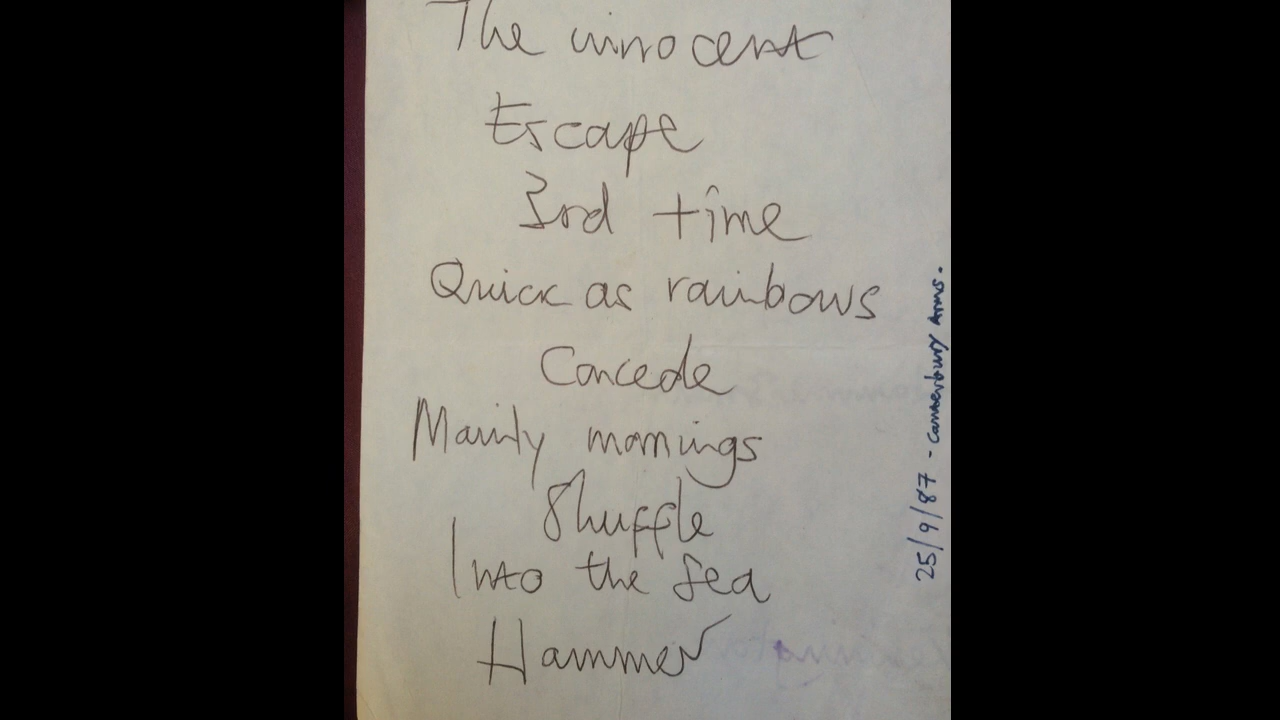 The innocent
Escape
3rd time
Quick as rainbows
Concede
Mainly mornings
Shuffle
Into the Sea
Hammer
25/9/87 - Canterbury Arms.